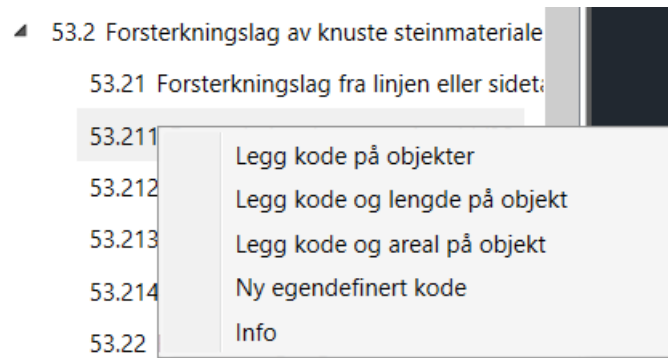 53.2 Forsterkningslag av knuste steinmateriale
53.21 Forsterkningslag fra linjen eller
53.211
Legg kode på objekter
53.212
Legg kode og lengde på objekt
53.213
Legg kode og areal på objekt
53.214
Ny egendefinert kode
53.22
Info